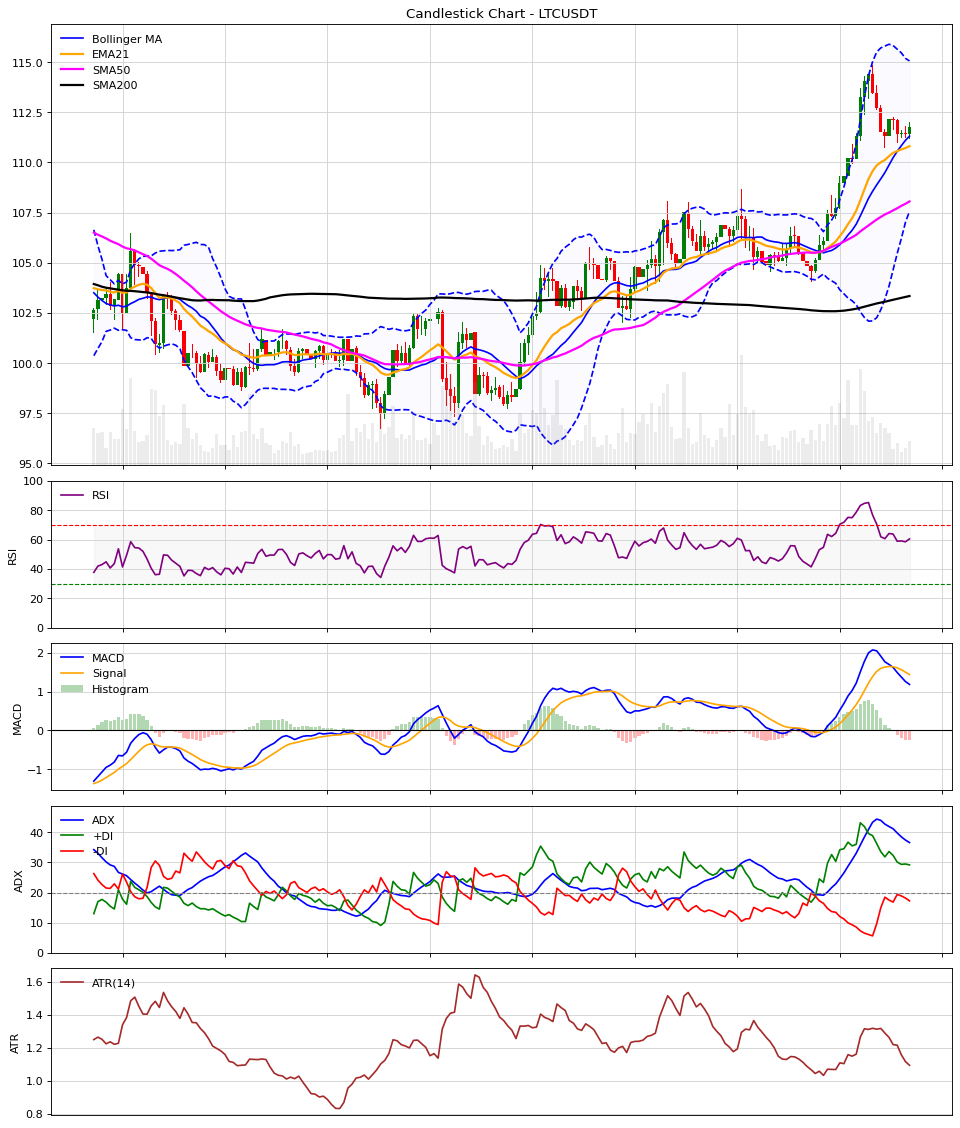 Candlestick Chart - LTCUSDT
Bollinger MA
EMA21
SMA50
SMA200
115.0
112.5
110.0
107.5
105.0
102.5
100.0
97.5
95.0
RSI
100
80
60
40
20
0
RSI
MACD
Signal
Histogram
2
1
0
−1
MACD
ADX
+DI
-DI
40
30
20
10
0
ADX
ATR(14)
1.6
1.4
1.2
1.0
0.8
ATR